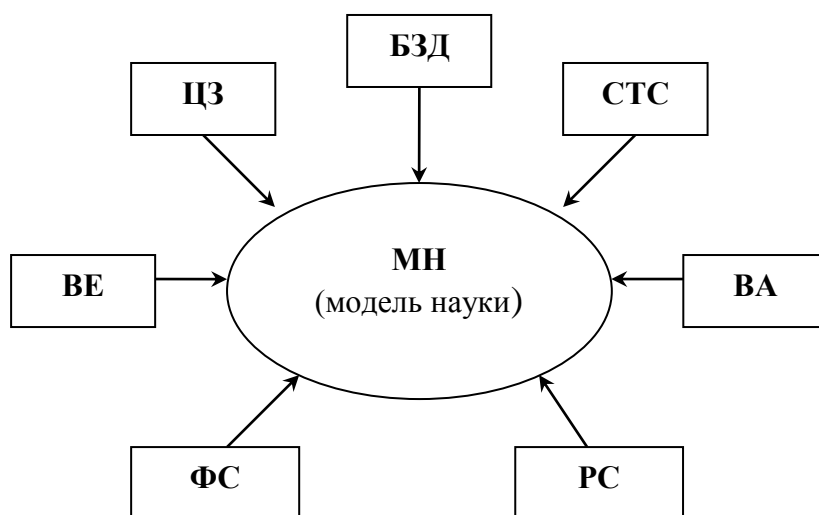 БЗД
ЦЗ
СТС
ВЕ
МН
(модель науки)
ВА
ФС
РС